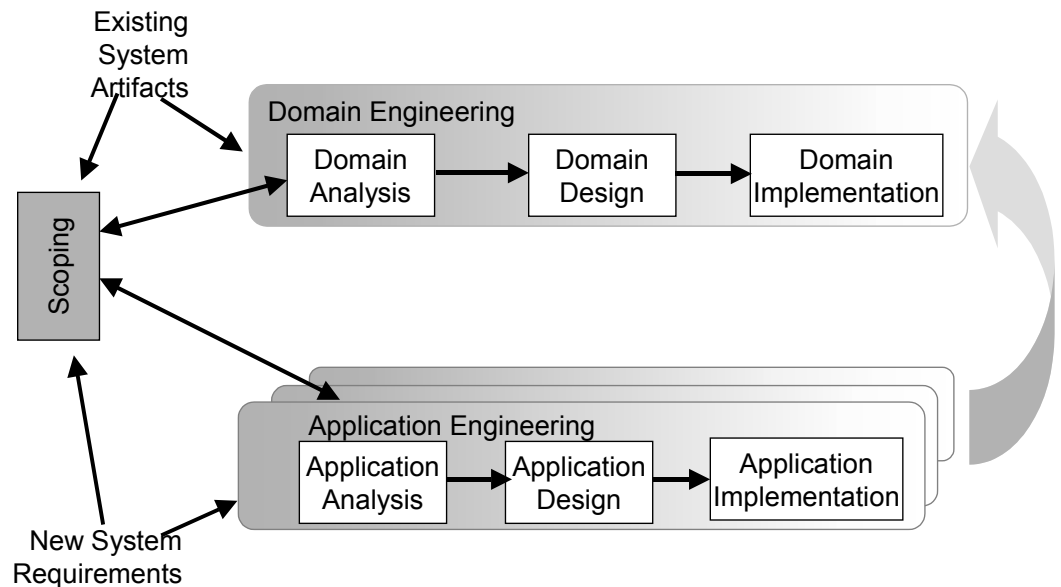 Existing
System
Artifacts
Domain Engineering
Domain
Analysis
Domain
Design
Domain
Implementation
Scoping
Application Engineering
Application
Analysis
Application
Design
Application
Implementation
New System
Requirements